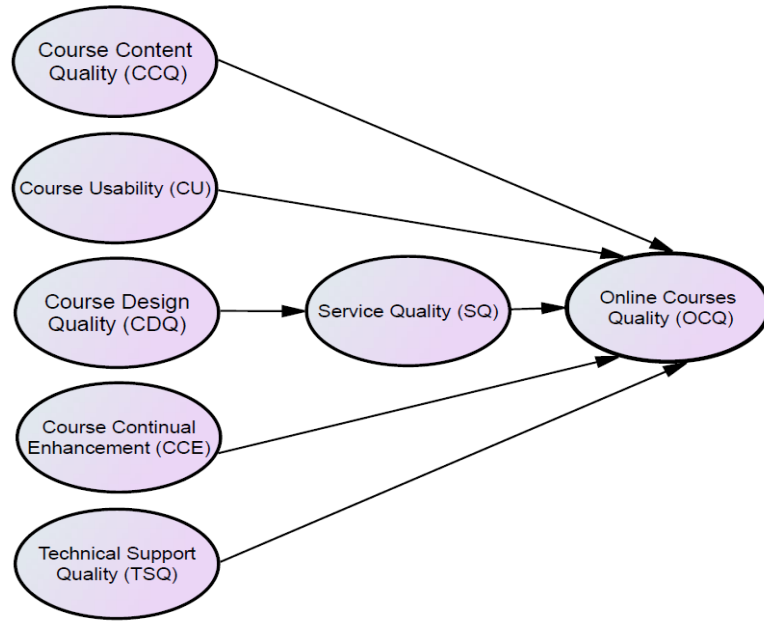 Course Content
Quality (CCQ)
Course Usability (CU)
Course Design
Quality (CDQ)
Service Quality (SQ)
Online Courses
Quality (OCQ)
Course Continual
Enhancement (CCE)
Technical Support
Quality (TSQ)